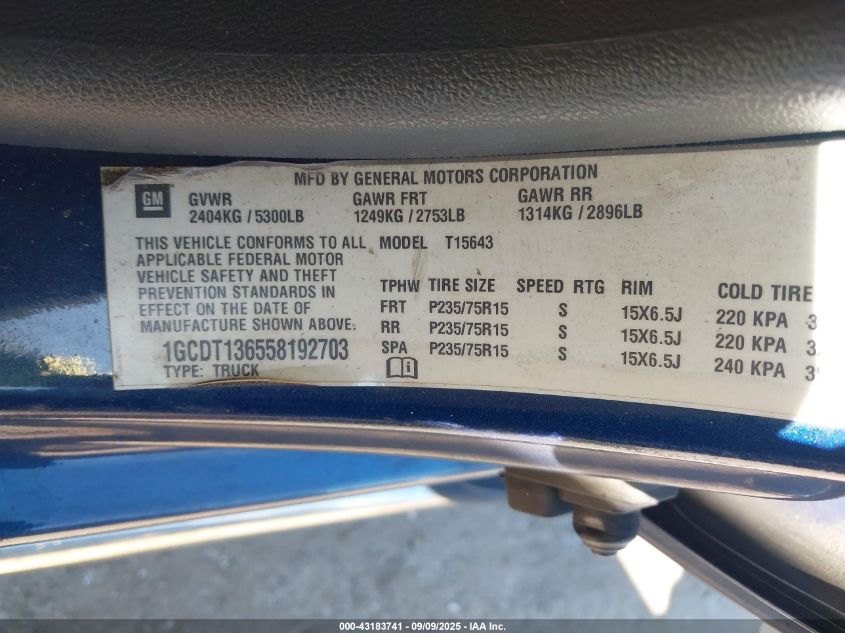 MFD BY GENERAL MOTORS CORPORATION
GM
GVWR GAWR FRT GAWR RR
2404KG / 5300LB 1249KG / 2753LB 1314KG / 2896LB
THIS VEHICLE CONFORMS TO ALL
APPLICABLE FEDERAL MOTOR
VEHICLE SAFETY AND THEFT
PREVENTION STANDARDS IN
EFFECT ON THE DATE OF
MANUFACTURE SHOWN ABOVE.
1GCDT136558192703
TYPE: TRUCK
MODEL T15643
TPHW TIRE SIZE SPEED RTG RIM COLD TIRE
FRT P235/75R15 S 15X6.5J 220 KPA 3
RR P235/75R15 S 15X6.5J 220 KPA 3
SPA P235/75R15 S 15X6.5J 240 KPA 3
i
000-43183741 - 09/09/2025 - IAA Inc.